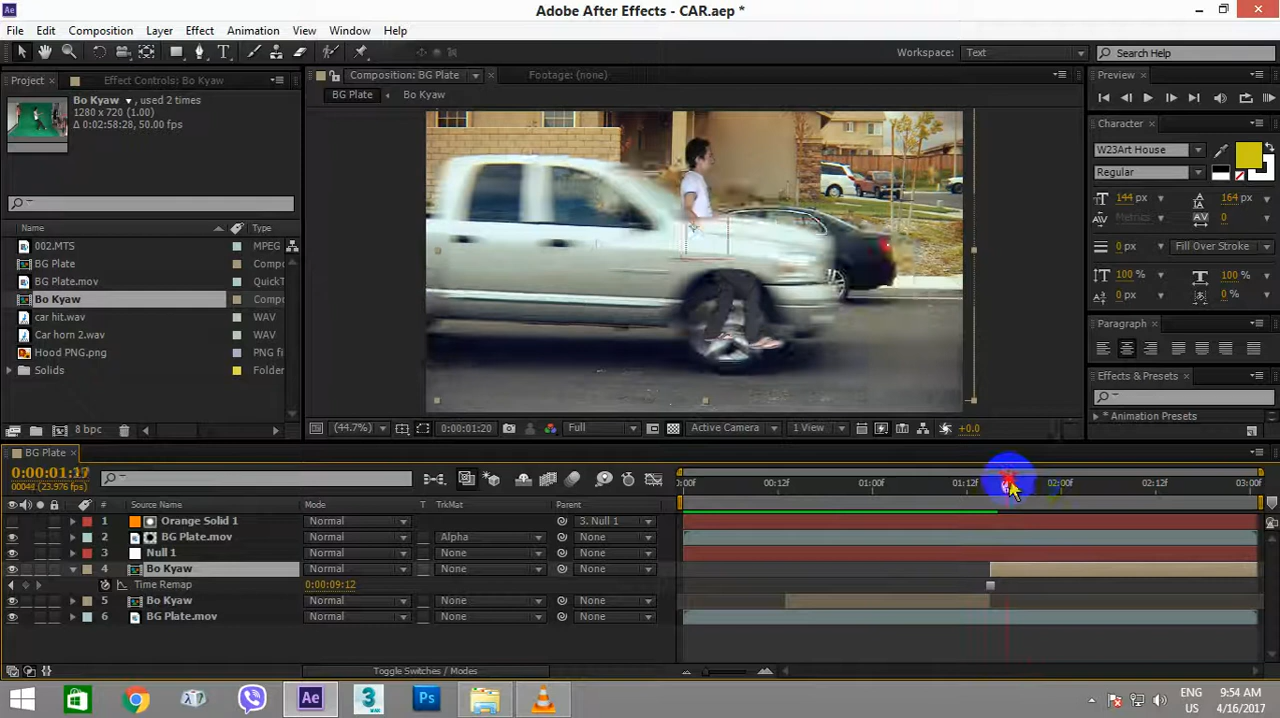 Adobe After Effects - CAR.aep *
File Edit Composition Layer Effect Animation View Window Help
Workspace: Text Search Help
Project Effect Controls: Bo Kyaw
Composition: BG Plate Footage: (none)
Preview
BG Plate Bo Kyaw
Bo Kyaw, used 2 times
1280 x 720 (1.00)
Δ 0:02:58:28, 50.00 fps
Character
W23Art House
Regular
144 px 164 px
Metrics 0
0 px Fill Over Stroke
100 % 100 %
0 px 0 %
Paragraph
Effects & Presets
* Animation Presets
Name Type
002.MTS MPEG
BG Plate Compo
BG Plate.mov QuickT
Bo Kyaw Compo
car hit.wav WAV
Car horn 2.wav WAV
Hood PNG.png PNG fi
Solids Folder
8 bpc
(44.7%) 0:00:01:20 Full Active Camera 1 View +0.0
BG Plate
(23.976 fps)
:00f 00:12f 01:00f 01:12f 02:00f 02:12f 03:00f
# Source Name Mode T TrkMat Parent
1 Orange Solid 1 Normal 3. Null 1
2 BG Plate.mov Normal Alpha None
3 Null 1 Normal None None
4 Bo Kyaw Normal None None
Time Remap 0:00:09:12
5 Bo Kyaw Normal None None
6 BG Plate.mov Normal None None
Toggle Switches / Modes
Ae Ps
ENG 9:54 AM
US 4/16/2017